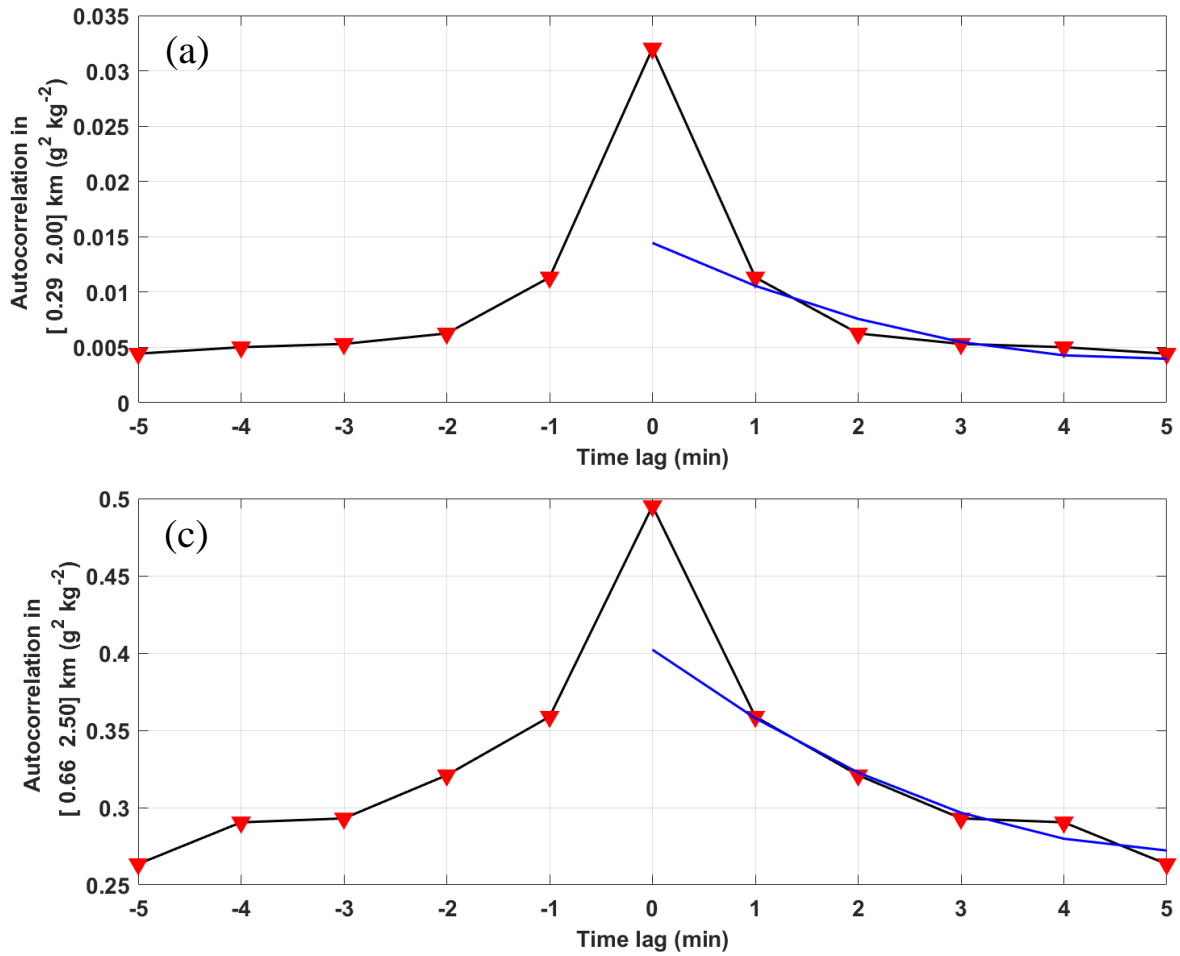 (a)
Autocorrelation in
[ 0.29 2.00] km (g² kg⁻²)
0.035
0.03
0.025
0.02
0.015
0.01
0.005
0
-5 -4 -3 -2 -1 0 1 2 3 4 5
Time lag (min)
(c)
Autocorrelation in
[ 0.66 2.50] km (g² kg⁻²)
0.5
0.45
0.4
0.35
0.3
0.25
-5 -4 -3 -2 -1 0 1 2 3 4 5
Time lag (min)